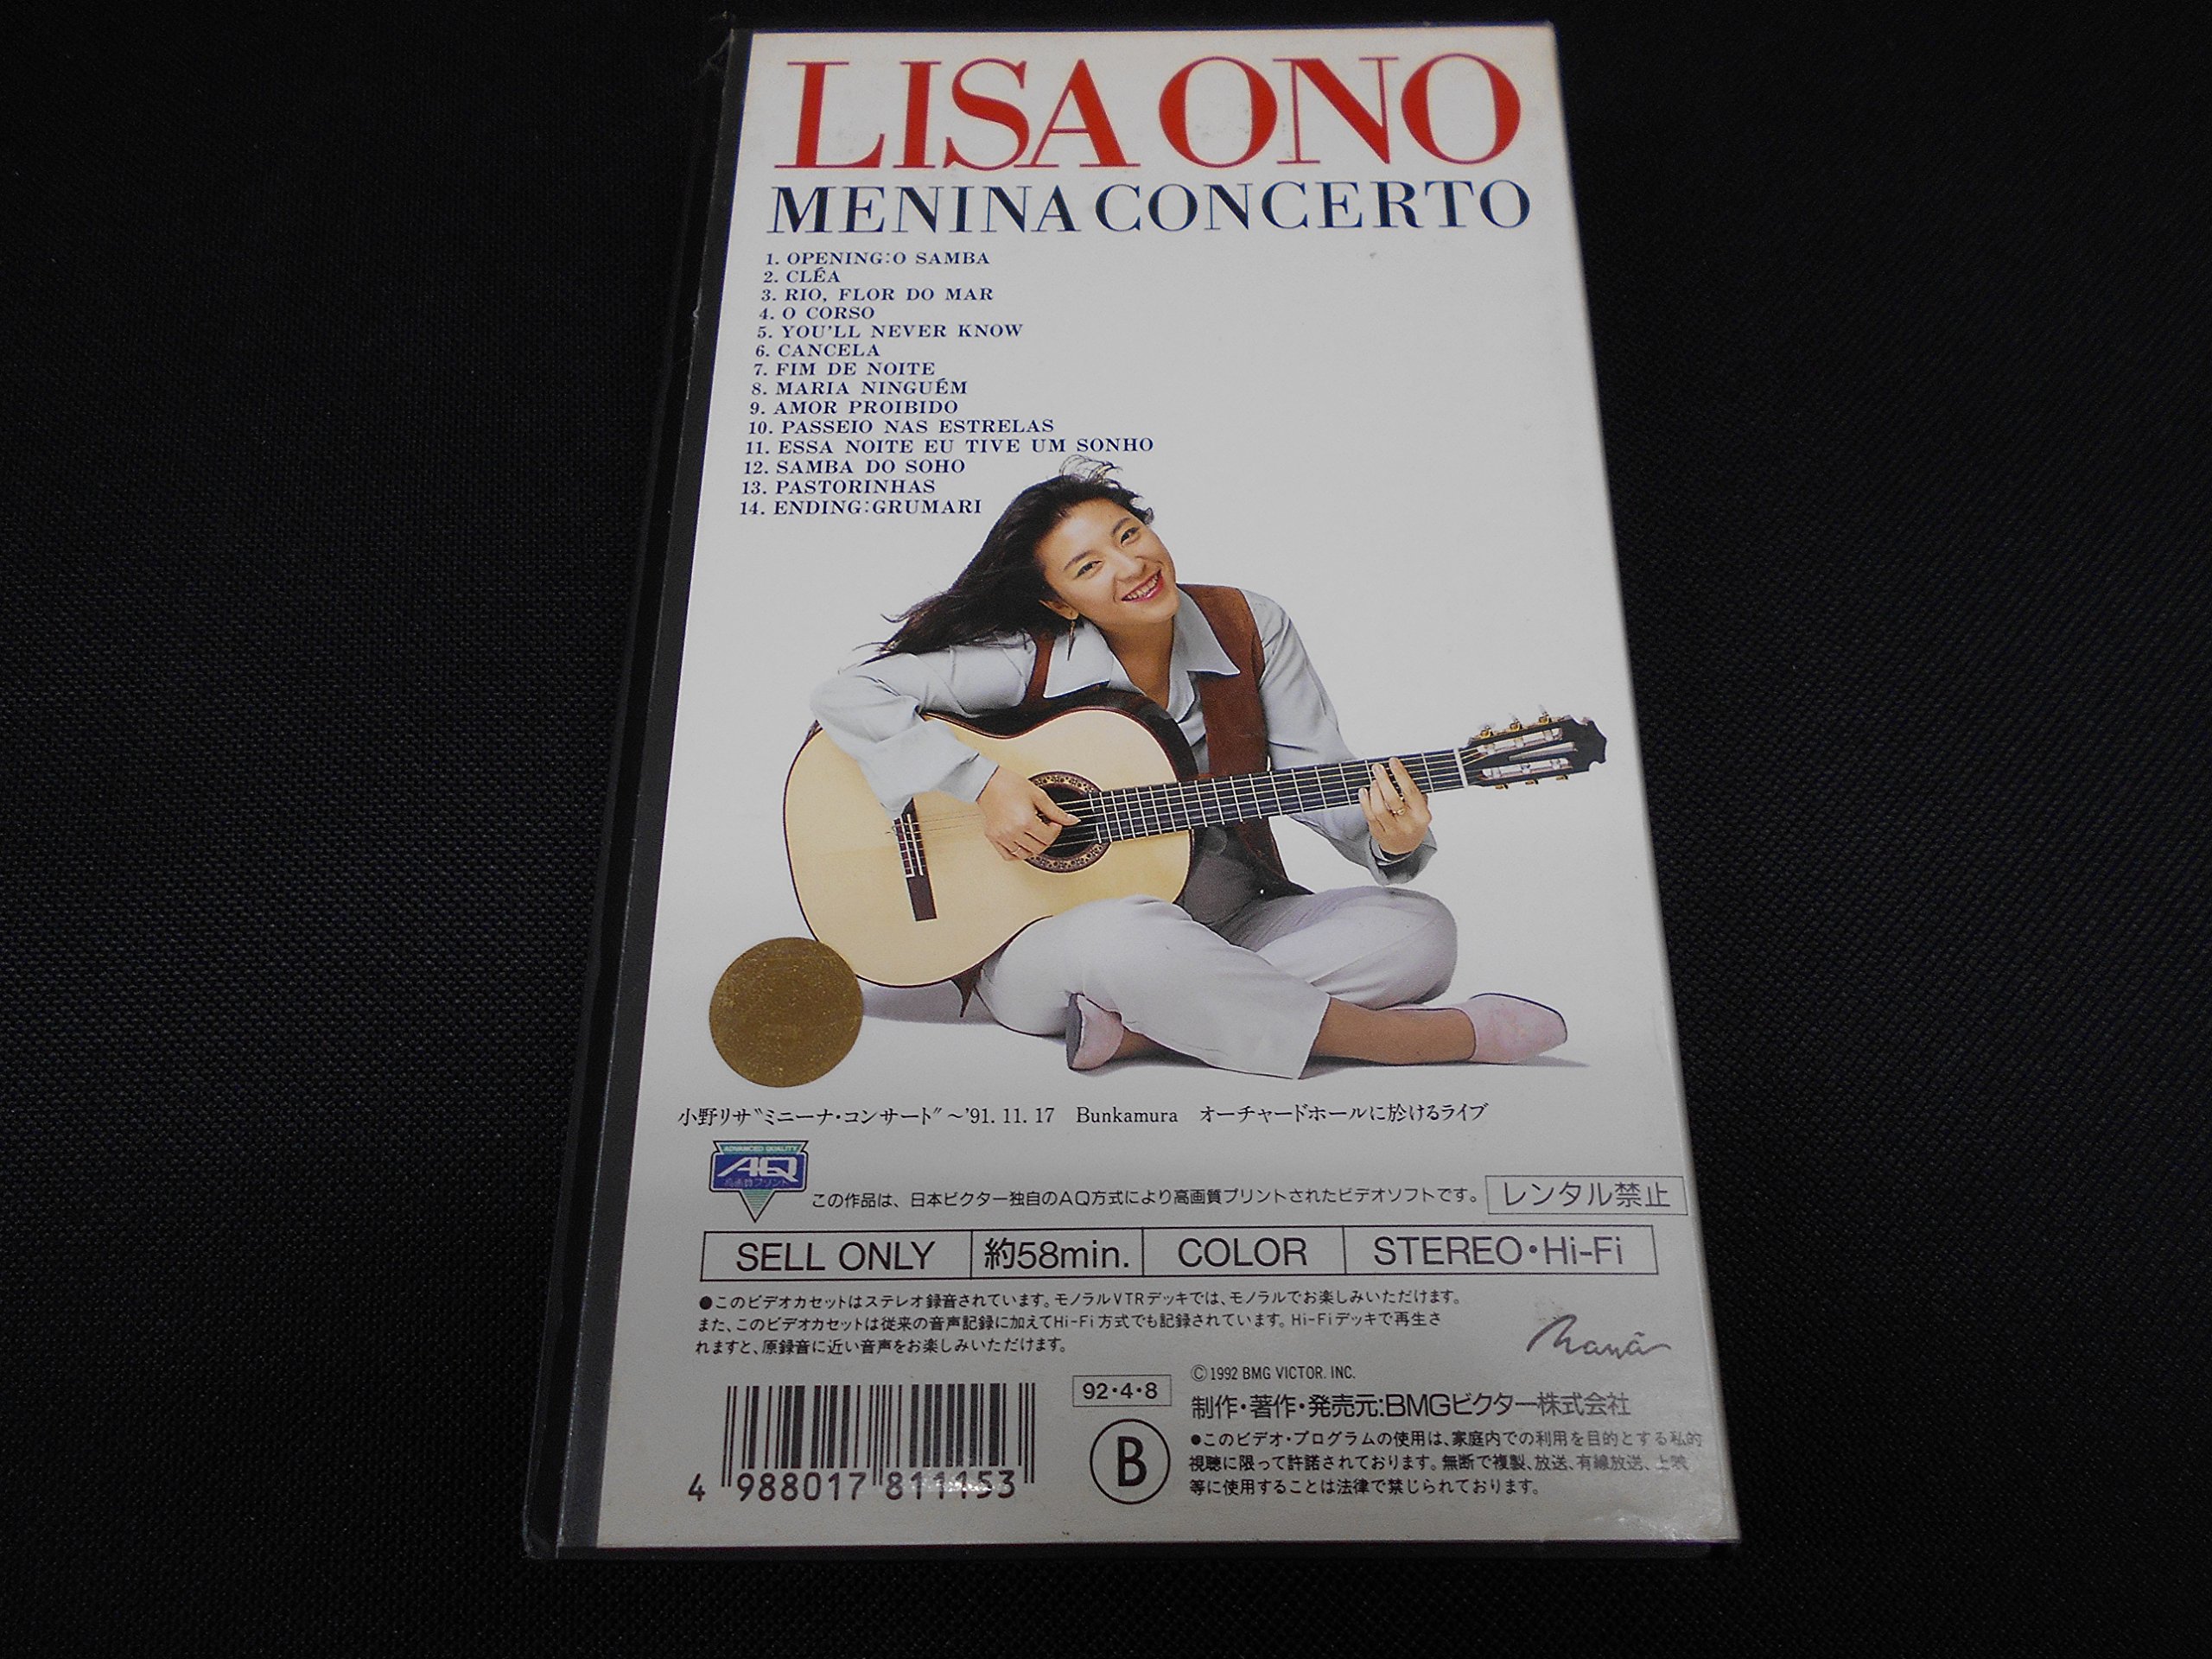 LISA ONO
MENINA CONCERTO
1. OPENING:O SAMBA
2. CLÉA
3. RIO, FLOR DO MAR
4. O CORSO
5. YOU'LL NEVER KNOW
6. CANCELA
7. FIM DE NOITE
8. MARIA NINGUÉM
9. AMOR PROIBIDO
10. PASSEIO NAS ESTRELAS
11. ESSA NOITE EU TIVE UM SONHO
12. SAMBA DO SOHO
13. PASTORINHAS
14. ENDING:GRUMARI
小野リサ〝ミニーナ・コンサート〟〜'91. 11. 17 Bunkamura オーチャードホールに於けるライブ
ADVANCED QUALITY
AQ
高画質プリント
この作品は、日本ビクター独自のAQ方式により高画質プリントされたビデオソフトです。
レンタル禁止
SELL ONLY 約58min. COLOR STEREO・Hi-Fi
●このビデオカセットはステレオ録音されています。モノラルVTRデッキでは、モノラルでお楽しみいただけます。
また、このビデオカセットは従来の音声記録に加えてHi-Fi方式でも記録されています。Hi-Fiデッキで再生さ
れますと、原録音に近い音声をお楽しみいただけます。
Nanã
92・4・8
Ⓒ1992 BMG VICTOR. INC.
制作・著作・発売元:BMGビクター株式会社
B
●このビデオ・プログラムの使用は、家庭内での利用を目的とする私的
視聴に限って許諾されております。無断で複製、放送、有線放送、上映
等に使用することは法律で禁じられております。
4 988017 811153